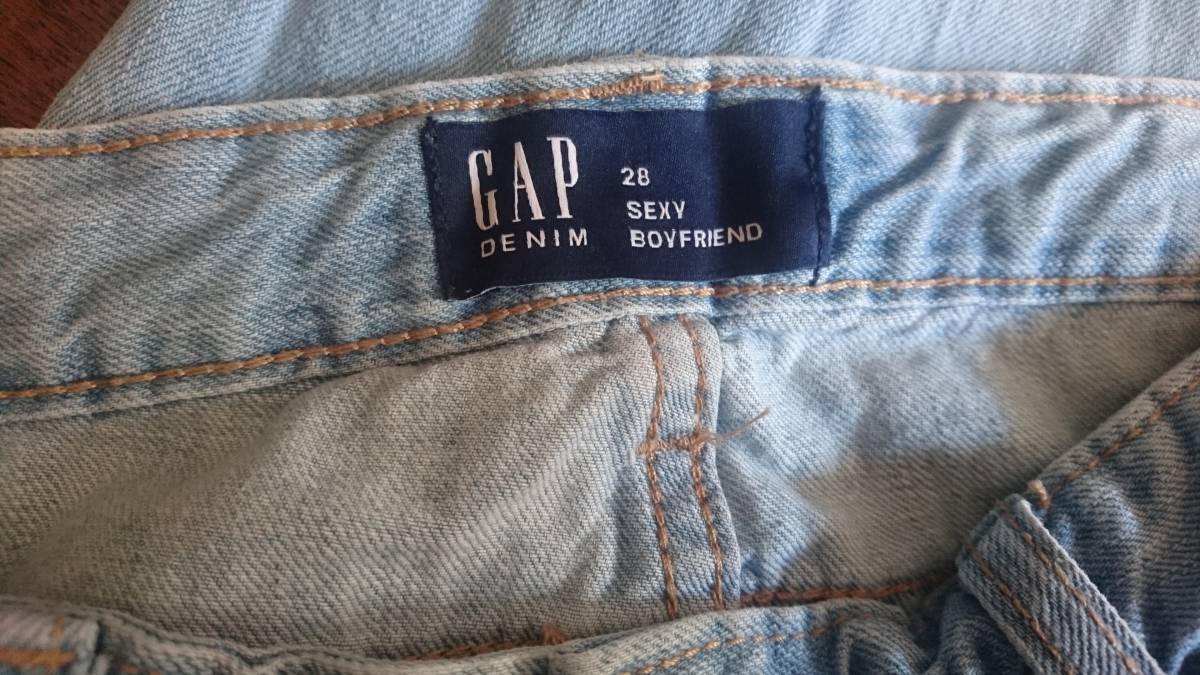 GAP
DENIM
28
SEXY
BOYFRIEND